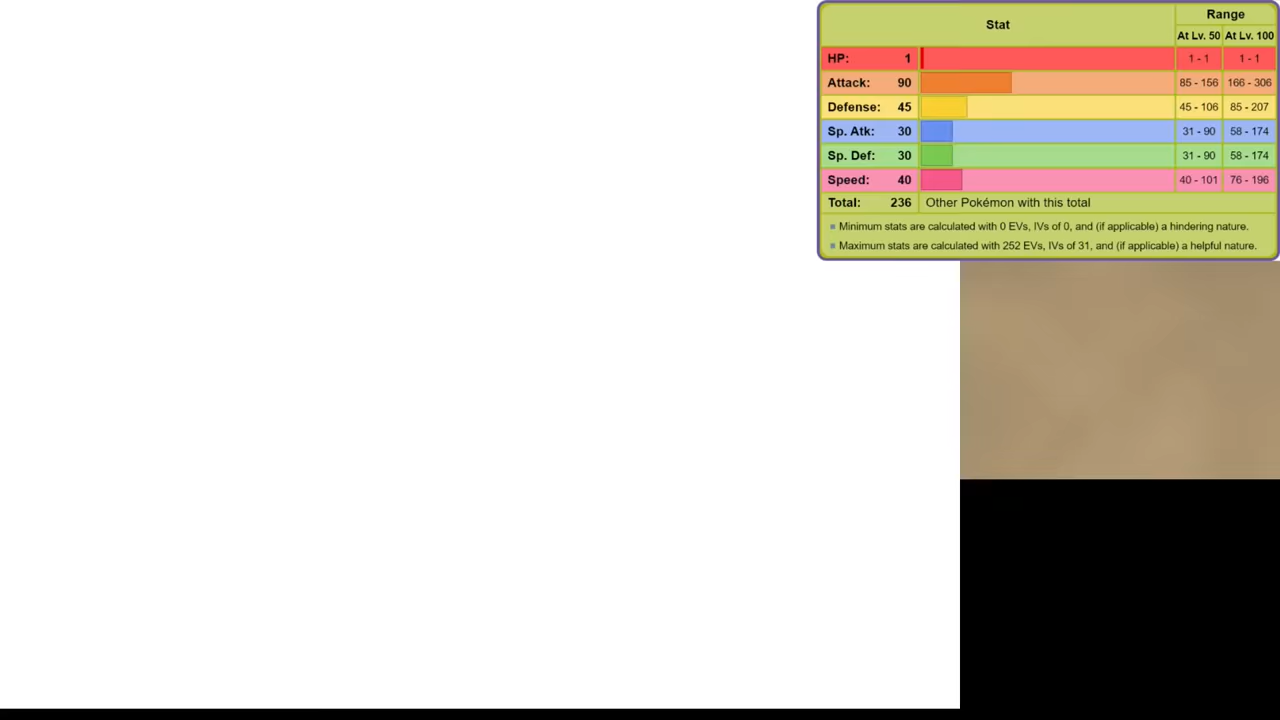 Stat Range
At Lv. 50 At Lv. 100
HP: 1 1 - 1 1 - 1
Attack: 90 85 - 156 166 - 306
Defense: 45 45 - 106 85 - 207
Sp. Atk: 30 31 - 90 58 - 174
Sp. Def: 30 31 - 90 58 - 174
Speed: 40 40 - 101 76 - 196
Total: 236 Other Pokémon with this total
Minimum stats are calculated with 0 EVs, IVs of 0, and (if applicable) a hindering nature.
Maximum stats are calculated with 252 EVs, IVs of 31, and (if applicable) a helpful nature.